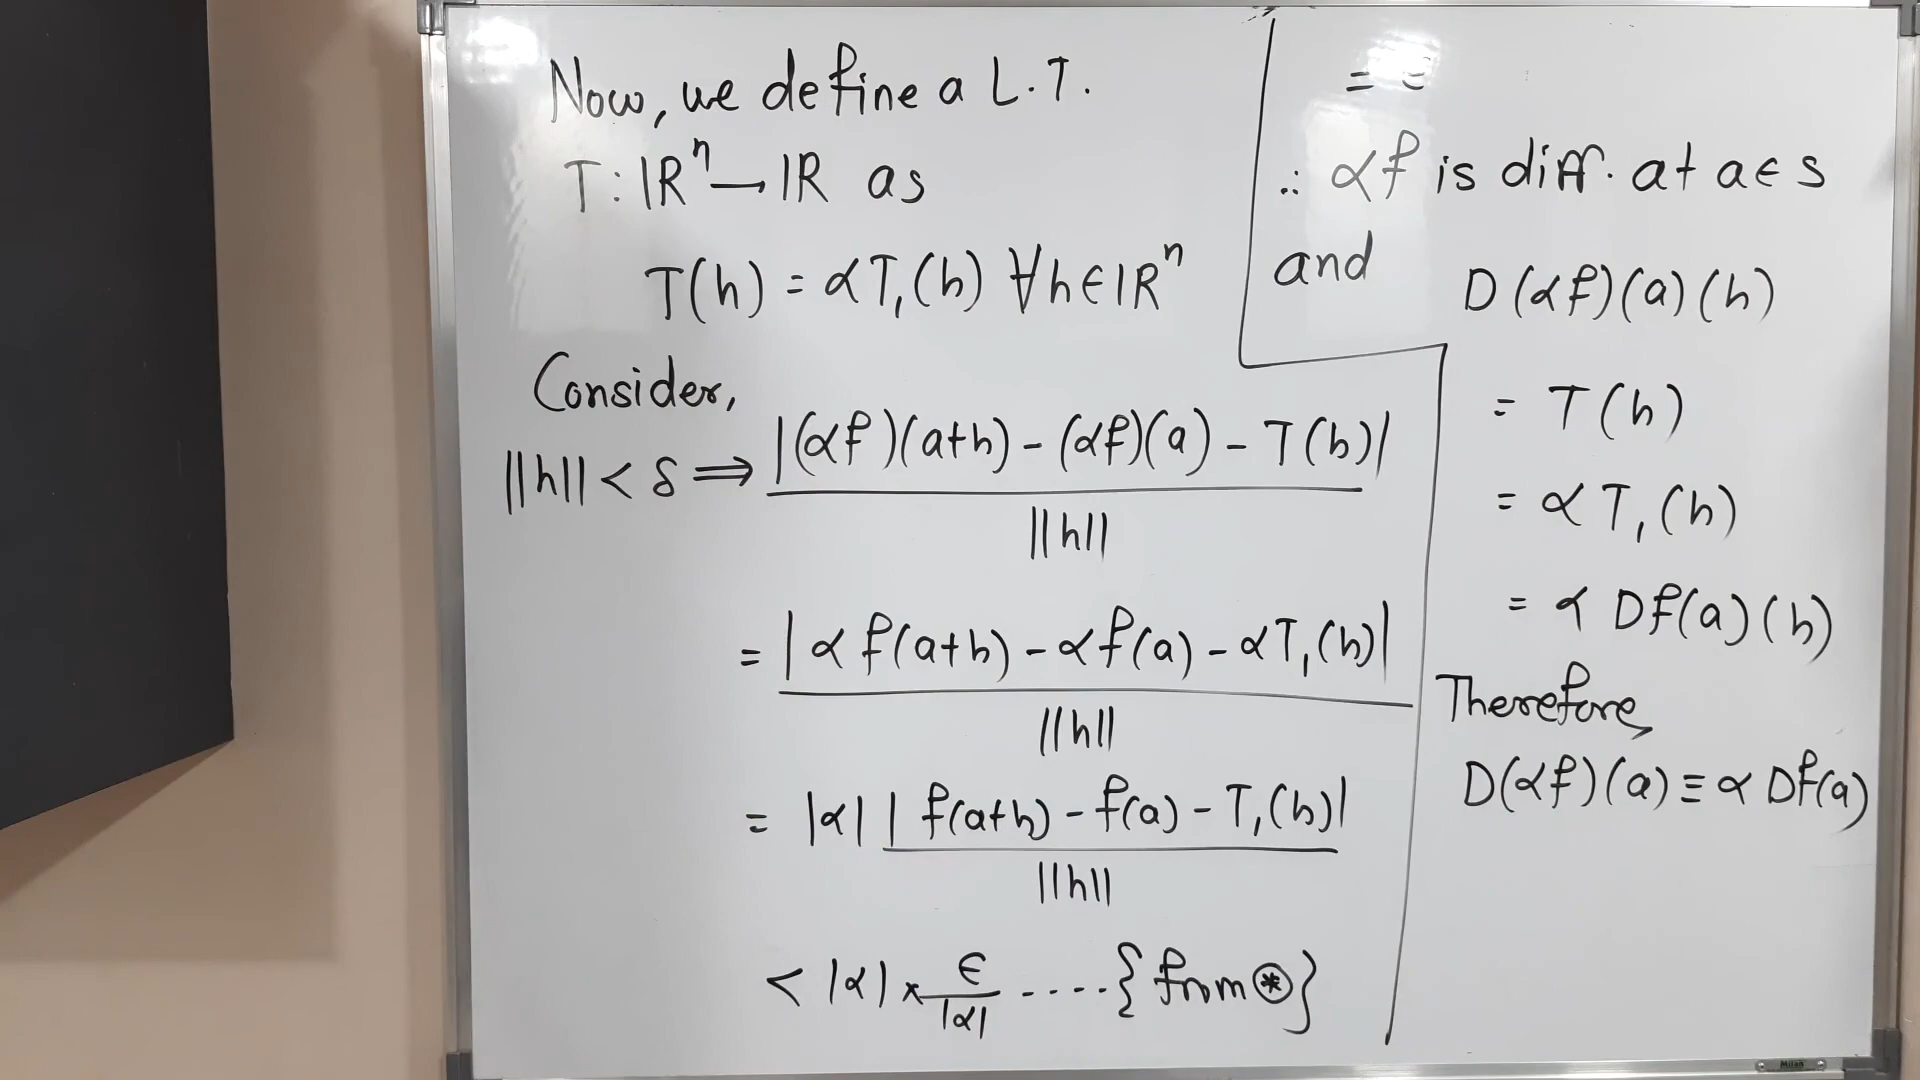 Now, we define a L.T.
T : ℝⁿ → ℝ as
T(h) = αT₁(h) ∀h∈ℝⁿ
Consider,
||h|| < δ ⟹ |(αf)(a+h) - (αf)(a) - T(h)| / ||h||
= |αf(a+h) - αf(a) - αT₁(h)| / ||h||
= |α| |f(a+h) - f(a) - T₁(h)| / ||h||
< |α| × ϵ/|α| ....{from ⊛}
= ϵ
∴ αf is diff. at a∈S
and
D(αf)(a)(h)
= T(h)
= αT₁(h)
= α Df(a)(h)
Therefore,
D(αf)(a) ≡ α Df(a)
Milan